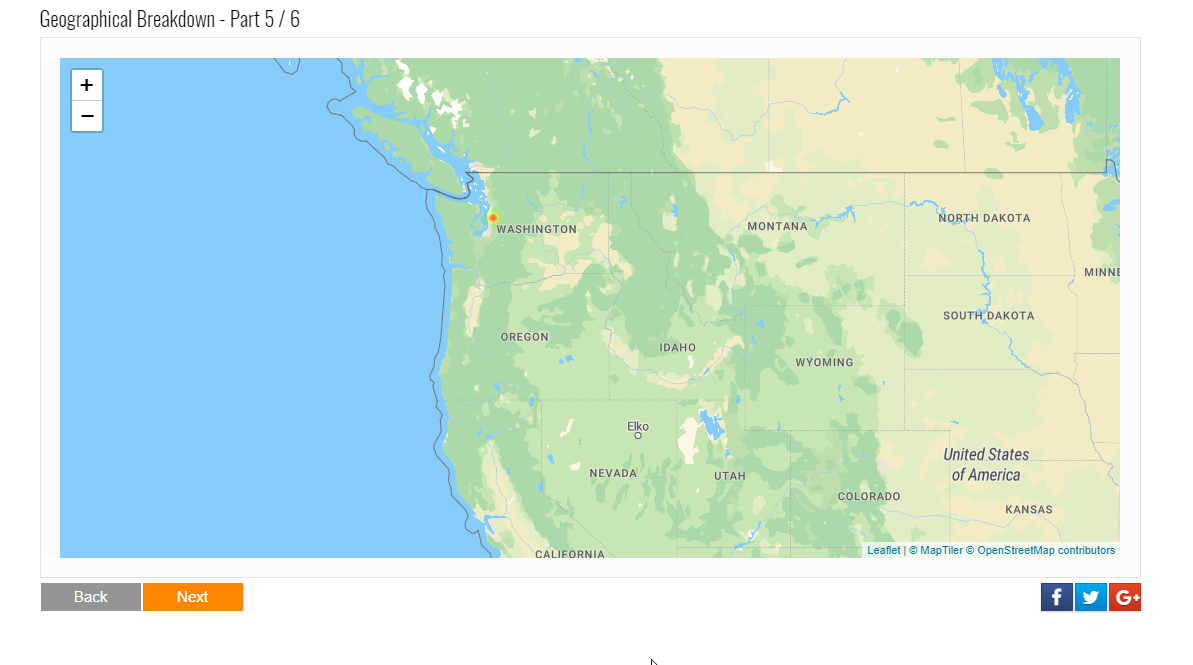 Geographical Breakdown - Part 5 / 6
+
−
WASHINGTON
MONTANA
NORTH DAKOTA
MINNE
OREGON
IDAHO
SOUTH DAKOTA
WYOMING
Elko
NEVADA
UTAH
United States
of America
COLORADO
KANSAS
CALIFORNIA
Leaflet | © MapTiler © OpenStreetMap contributors
Back
Next
f
G+